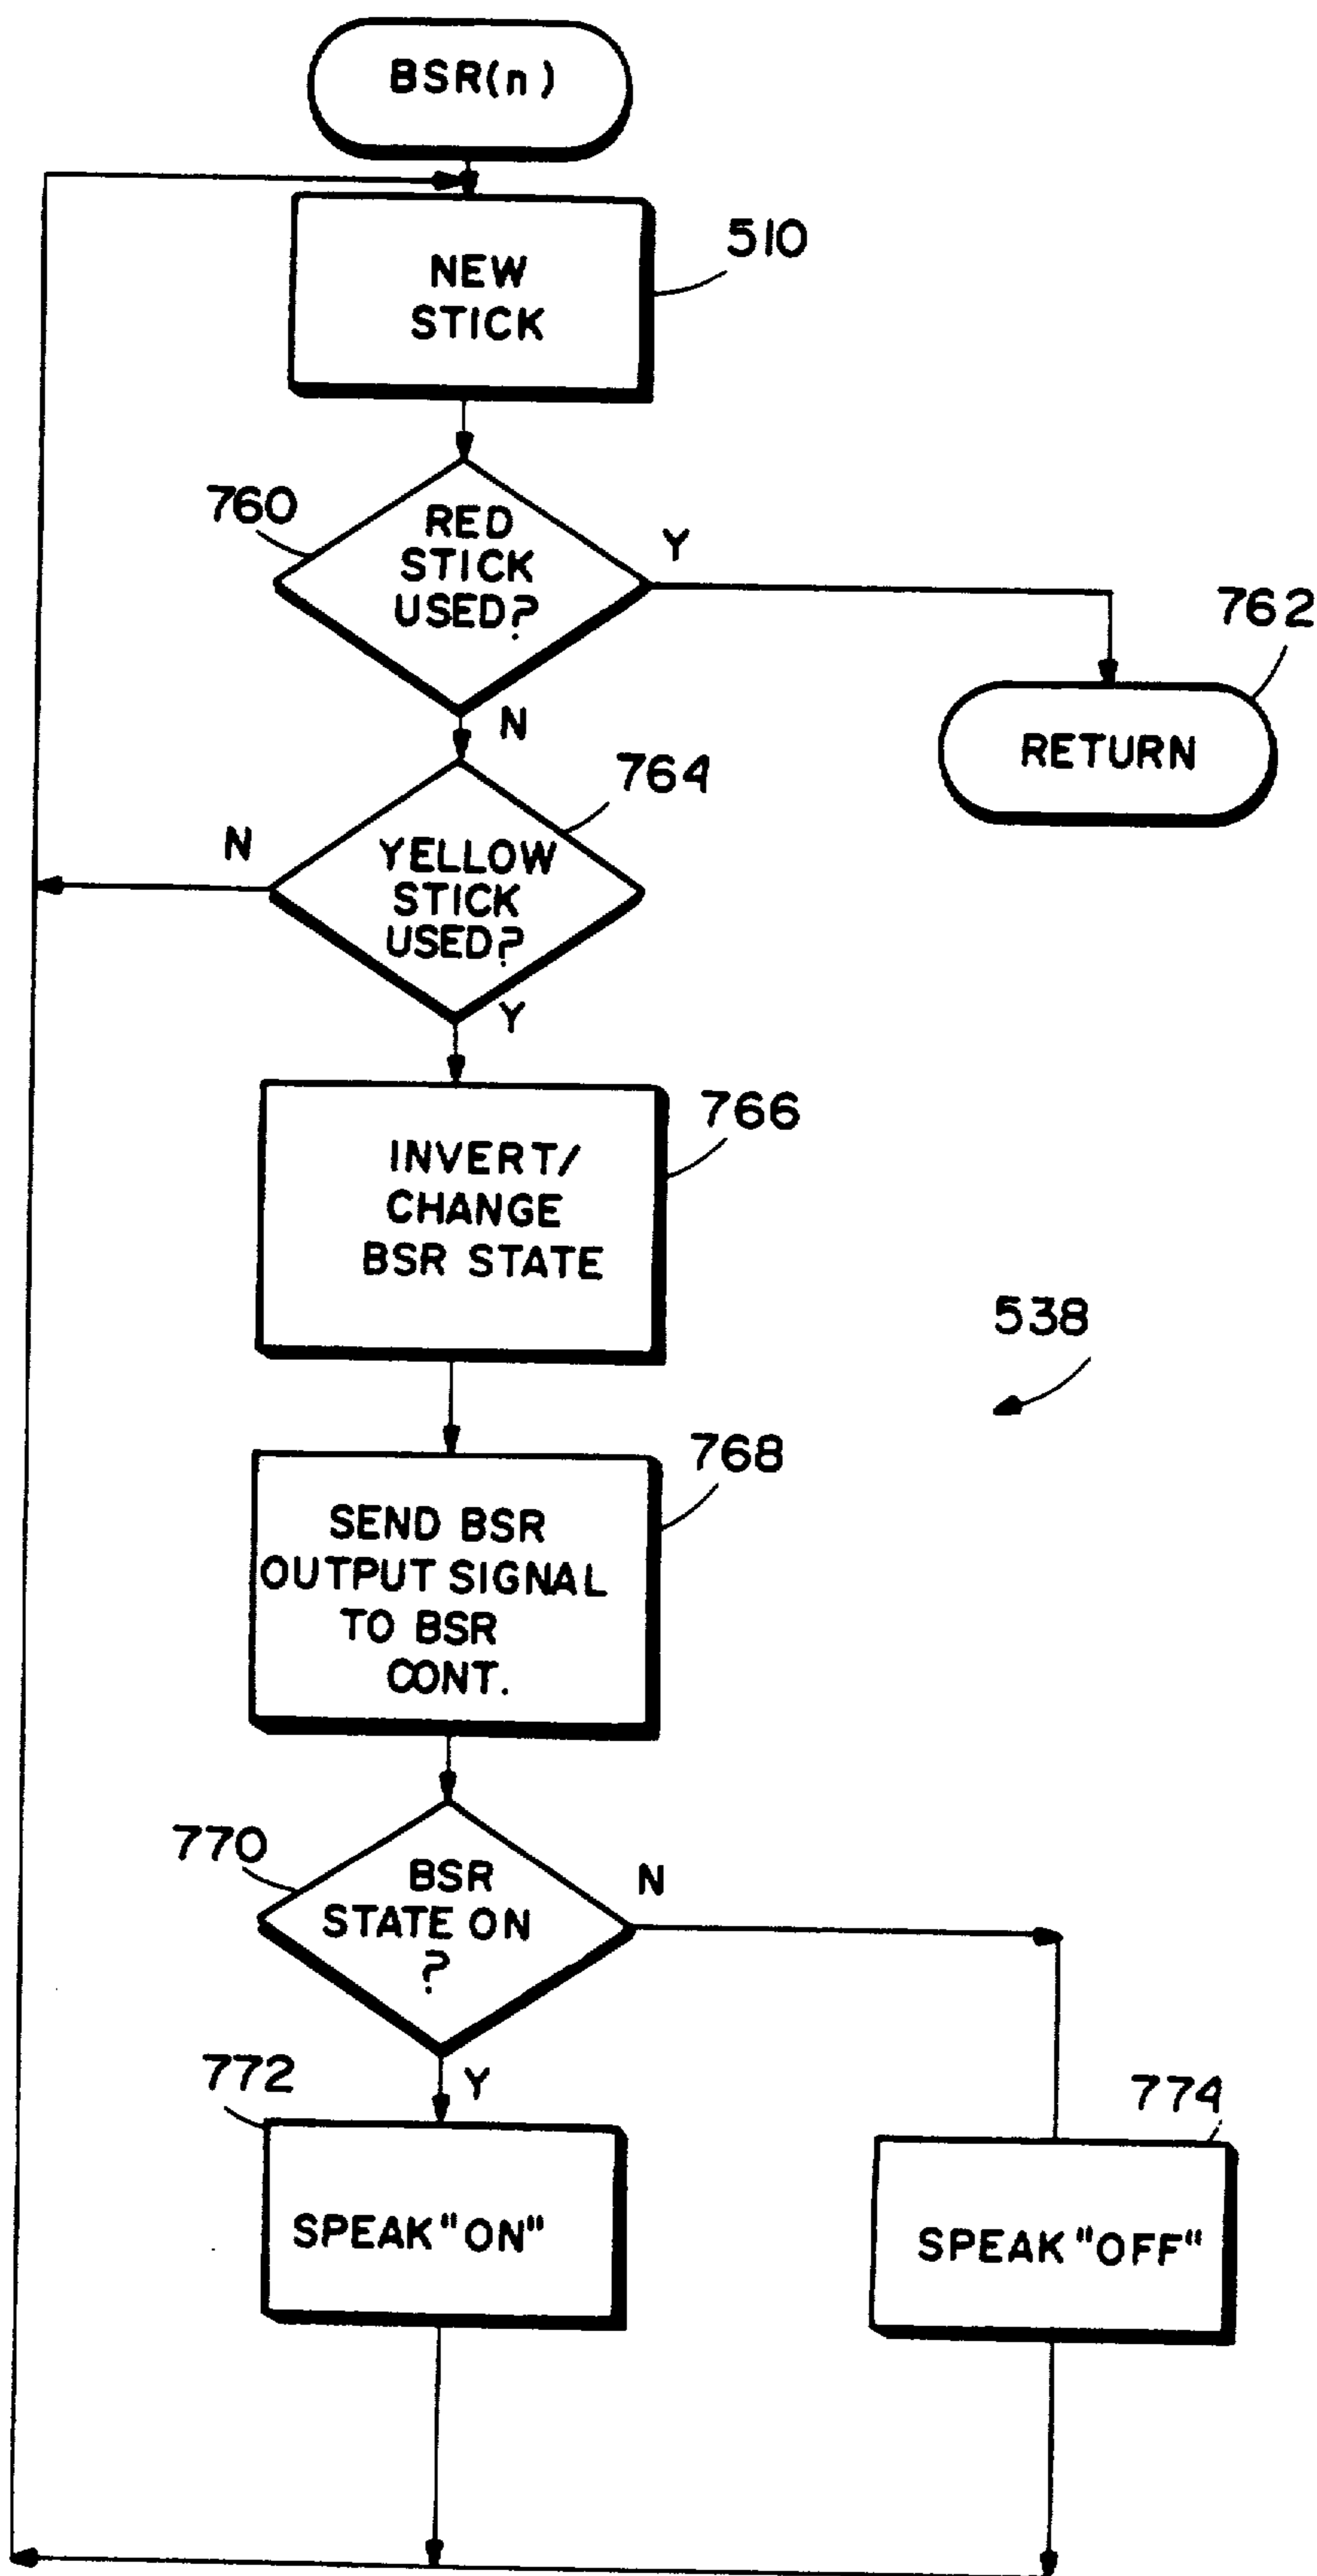 BSR(n)
510
NEW
STICK
760
RED
STICK
USED?
Y
762
RETURN
N
764
N
YELLOW
STICK
USED?
Y
766
INVERT/
CHANGE
BSR STATE
538
768
SEND BSR
OUTPUT SIGNAL
TO BSR
CONT.
770
BSR
STATE ON
?
N
772
Y
774
SPEAK "ON"
SPEAK "OFF"